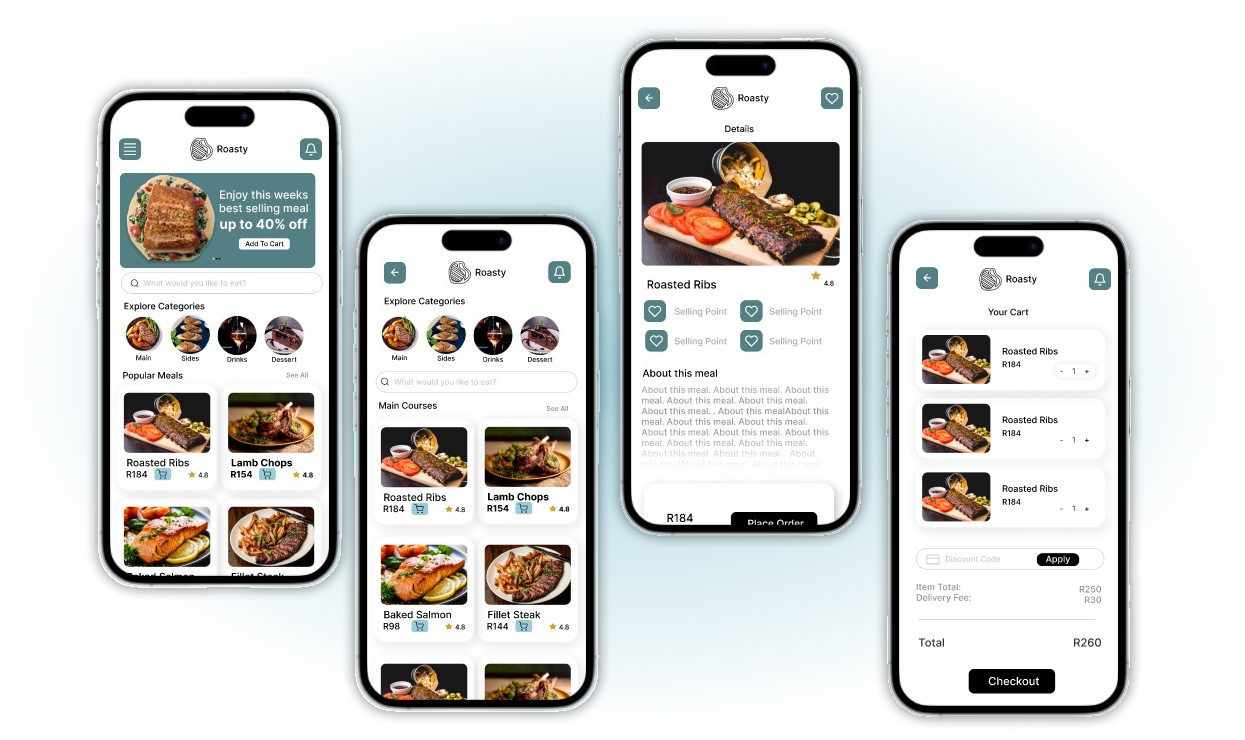 Roasty
Enjoy this weeks
best selling meal
up to 40% off
Add To Cart
What would you like to eat?
Explore Categories
Main Sides Drinks Dessert
Popular Meals See All
Roasted Ribs Lamb Chops
R184 4.8 R154 4.8
Baked Salmon Fillet Steak
Roasty
Explore Categories
Main Sides Drinks Dessert
What would you like to eat?
Main Courses See All
Roasted Ribs Lamb Chops
R184 4.8 R154 4.8
Baked Salmon Fillet Steak
R98 4.8 R144 4.8
Roasty
Details
Roasted Ribs 4.8
Selling Point Selling Point
Selling Point Selling Point
About this meal
About this meal. About this meal. About this
meal. About this meal. About this meal.
About this meal. . About this mealAbout this
meal. About this meal. About this meal.
About this meal. About this meal. About this
meal. About this meal. About this meal.
About this meal. About this meal. . About
this mealAbout this meal. About this meal.
R184 Place Order
Roasty
Your Cart
Roasted Ribs
R184
- 1 +
Roasted Ribs
R184
- 1 +
Roasted Ribs
R184
- 1 +
Discount Code Apply
Item Total: R250
Delivery Fee: R30
Total R260
Checkout